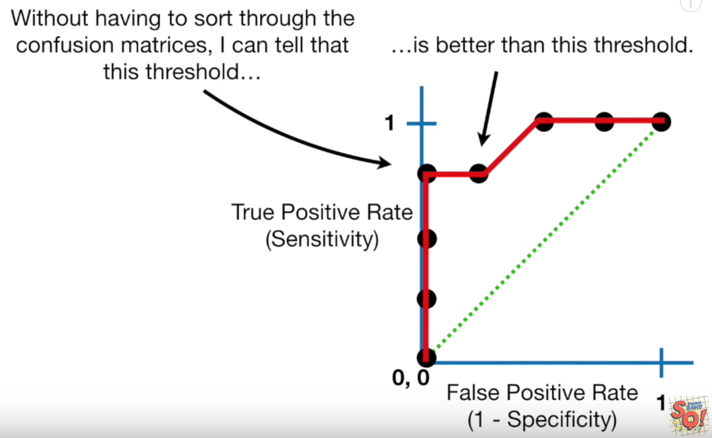 Without having to sort through the
confusion matrices, I can tell that
this threshold…
…is better than this threshold.
1
True Positive Rate
(Sensitivity)
0, 0
False Positive Rate
(1 - Specificity)
1
SQ!